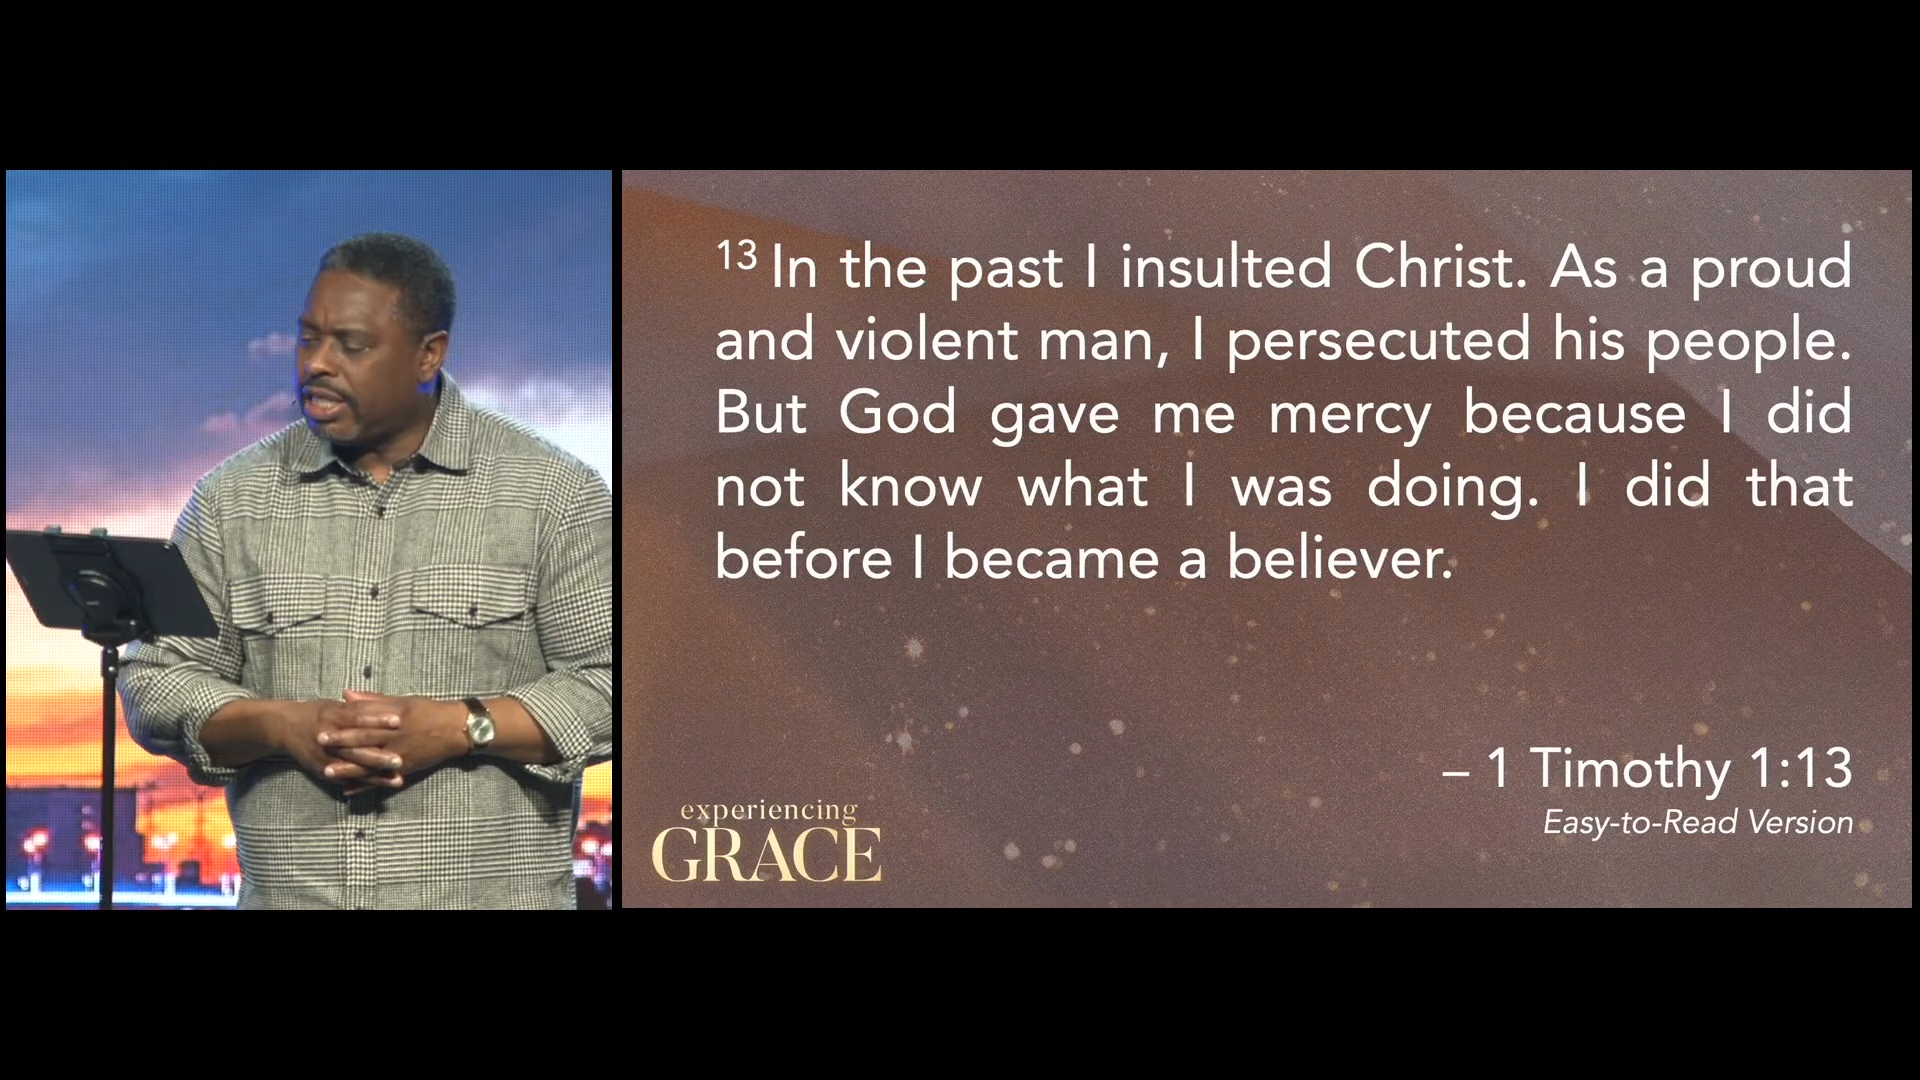 13 In the past I insulted Christ. As a proud
and violent man, I persecuted his people.
But God gave me mercy because I did
not know what I was doing. I did that
before I became a believer.
– 1 Timothy 1:13
Easy-to-Read Version
experiencing
GRACE